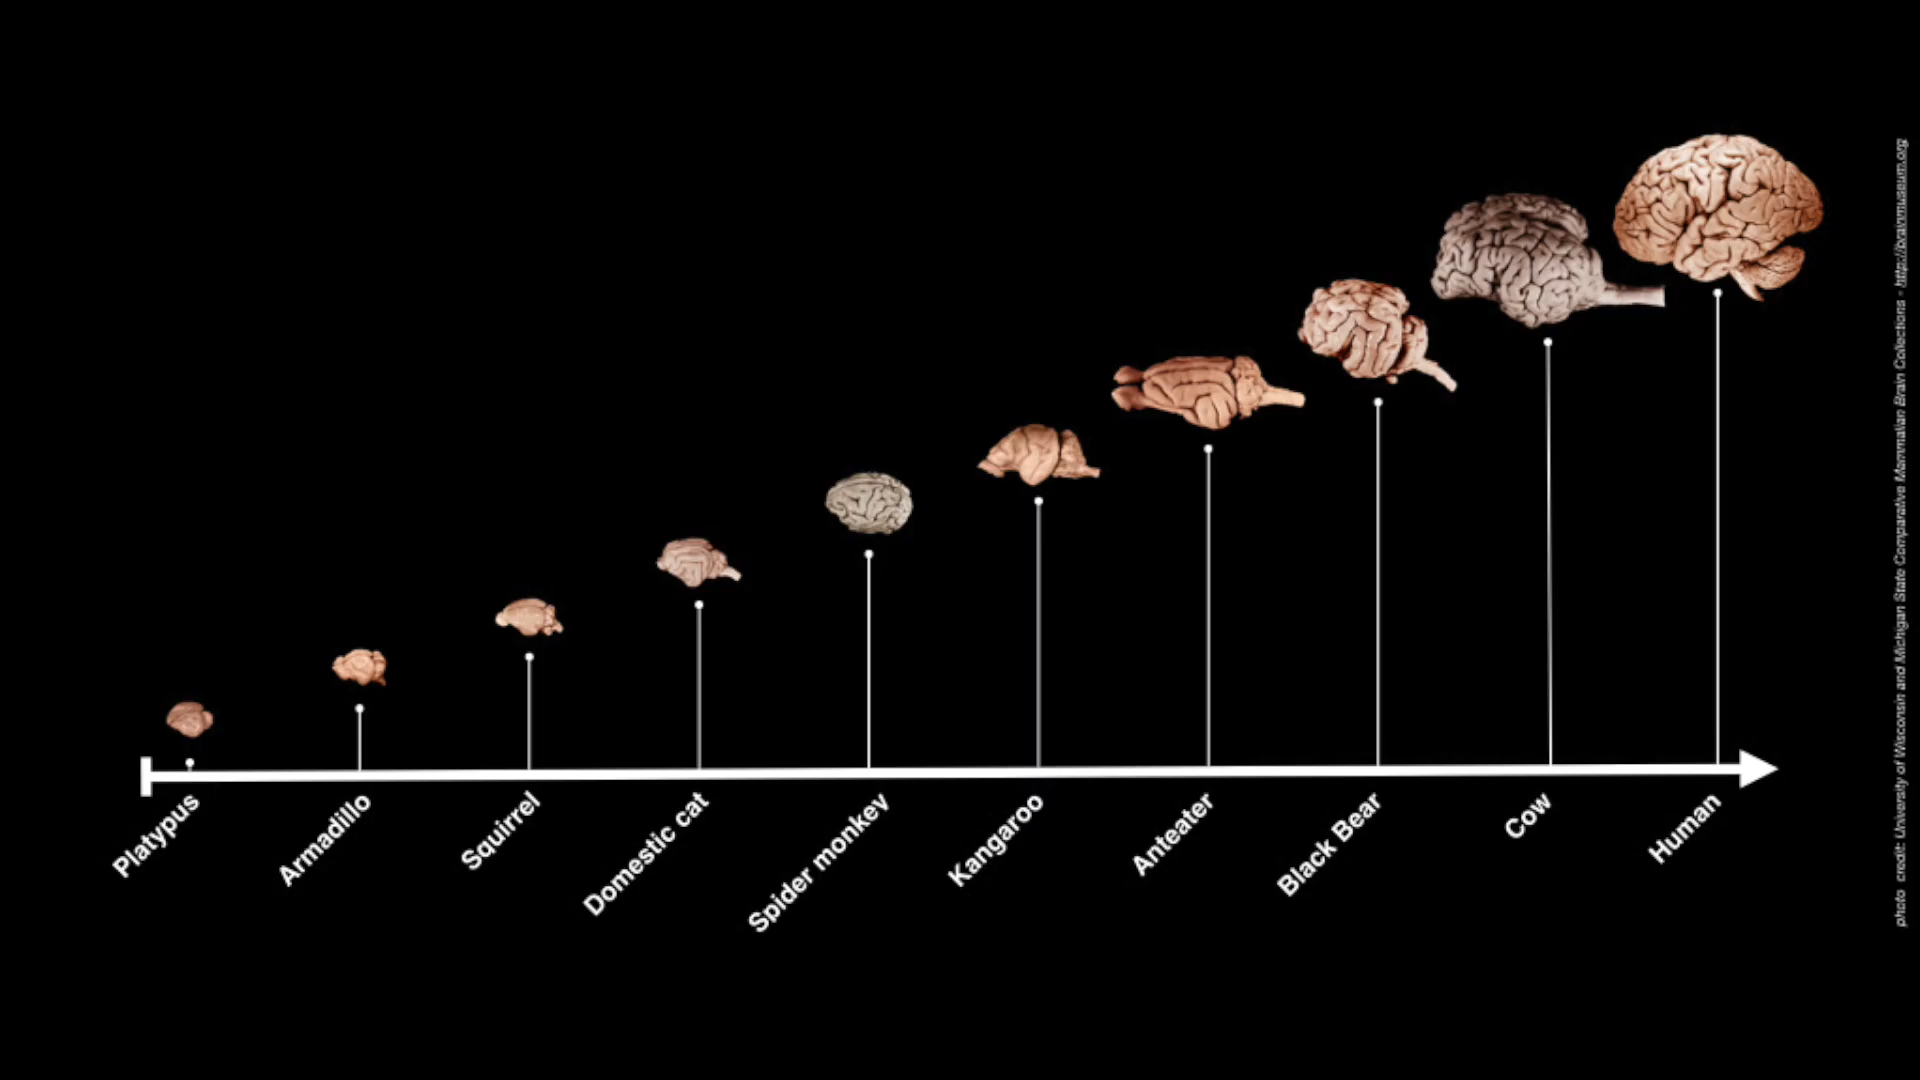 Platypus
Armadillo
Squirrel
Domestic cat
Spider monkey
Kangaroo
Anteater
Black Bear
Cow
Human
photo credit: University of Wisconsin and Michigan State Comparative Mammalian Brain Collections - http://brainmuseum.org